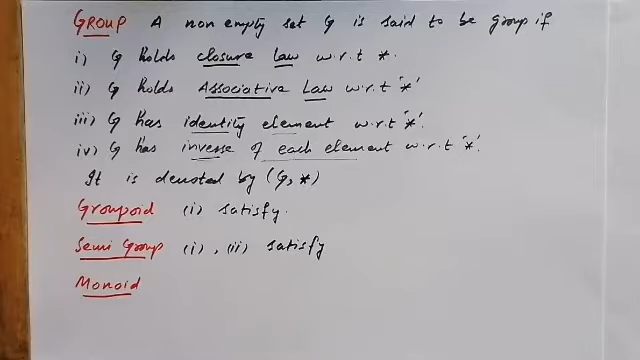 GROUP A non empty set G is said to be group if
i) G holds closure law w.r.t *.
ii) G holds Associative Law w.r.t '*'
iii) G has identity element w.r.t '*'.
iv) G has inverse of each element w.r.t '*'.
It is denoted by (G, *)
Groupoid (i) satisfy.
Semi Group (i), (ii) satisfy
Monoid